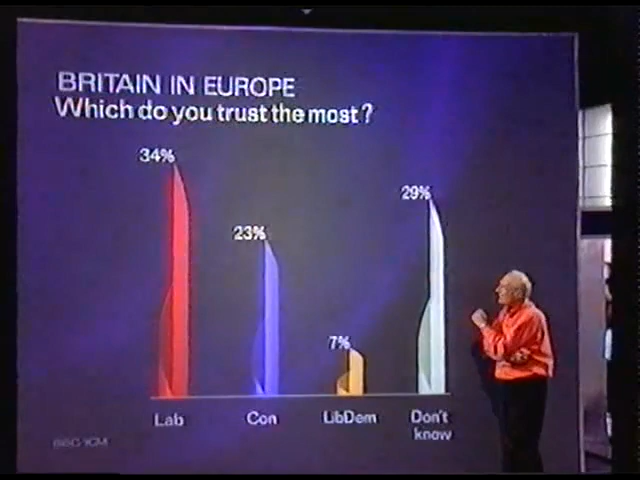 BRITAIN IN EUROPE
Which do you trust the most?
34%
23%
7%
29%
Lab
Con
LibDem
Don't
know
BBC/ICM